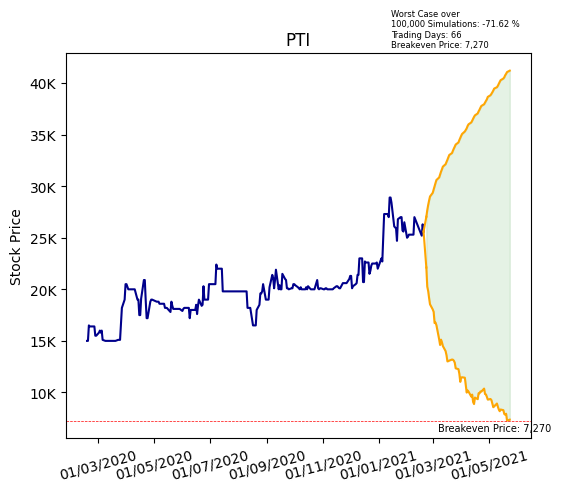 Worst Case over
100,000 Simulations: -71.62 %
Trading Days: 66
Breakeven Price: 7,270
PTI
40K
35K
30K
25K
20K
15K
10K
Stock Price
Breakeven Price: 7,270
01/03/2020
01/05/2020
01/07/2020
01/09/2020
01/11/2020
01/01/2021
01/03/2021
01/05/2021